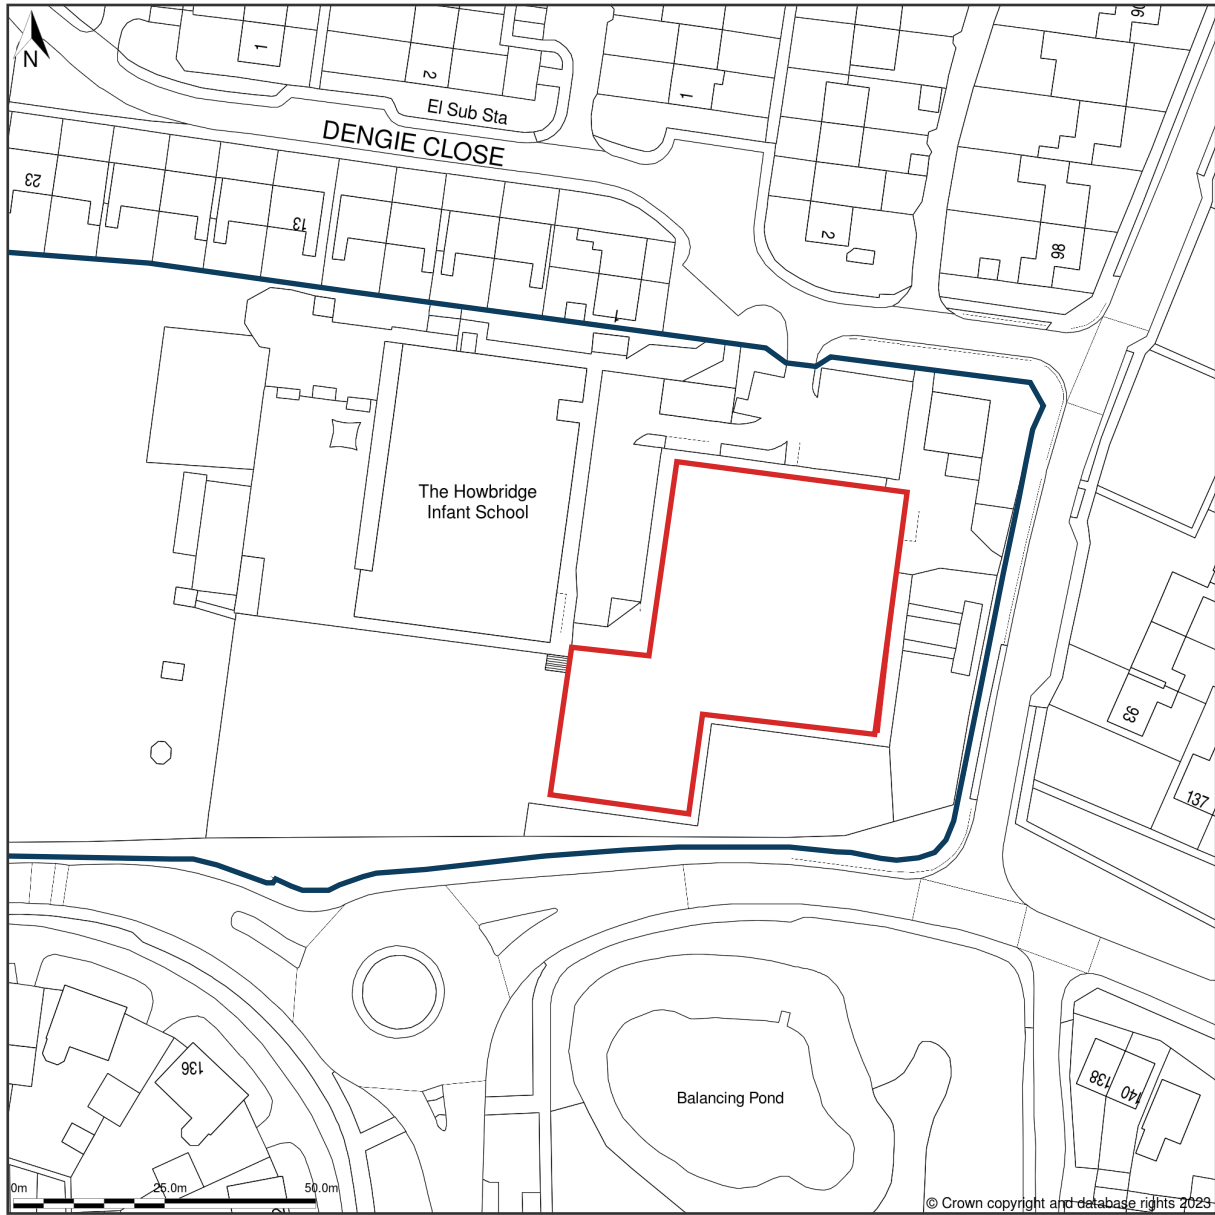 90
1
2
1
El Sub Sta
DENGIE CLOSE
N
23
13
2
98
1
The Howbridge
Infant School
93
137
136
138
140
Balancing Pond
0m
25.0m
50.0m
© Crown copyright and database rights 2023